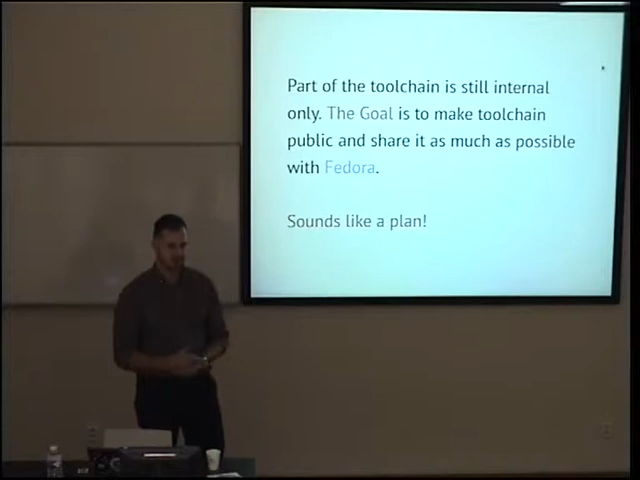 Part of the toolchain is still internal
only. The Goal is to make toolchain
public and share it as much as possible
with Fedora.
Sounds like a plan!